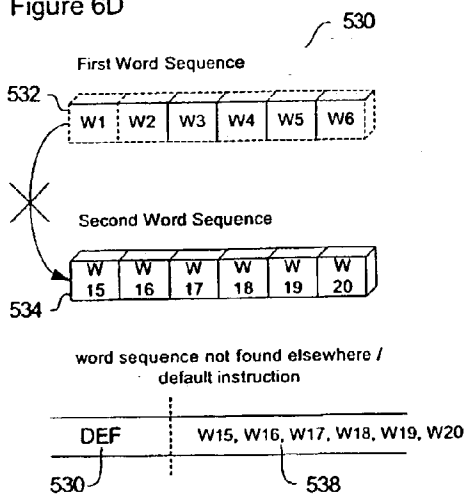 Figure 6D
530
First Word Sequence
532
W1 W2 W3 W4 W5 W6
Second Word Sequence
W W W W W W
15 16 17 18 19 20
534
word sequence not found elsewhere /
default instruction
DEF W15, W16, W17, W18, W19, W20
530 538